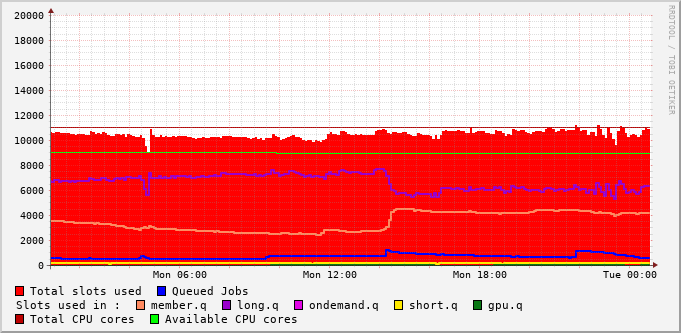 20000
18000
16000
14000
12000
10000
8000
6000
4000
2000
0
Mon 06:00 Mon 12:00 Mon 18:00 Tue 00:00
RRDTOOL / TOBI OETIKER
Total slots used Queued Jobs
Slots used in : member.q long.q ondemand.q short.q gpu.q
Total CPU cores Available CPU cores